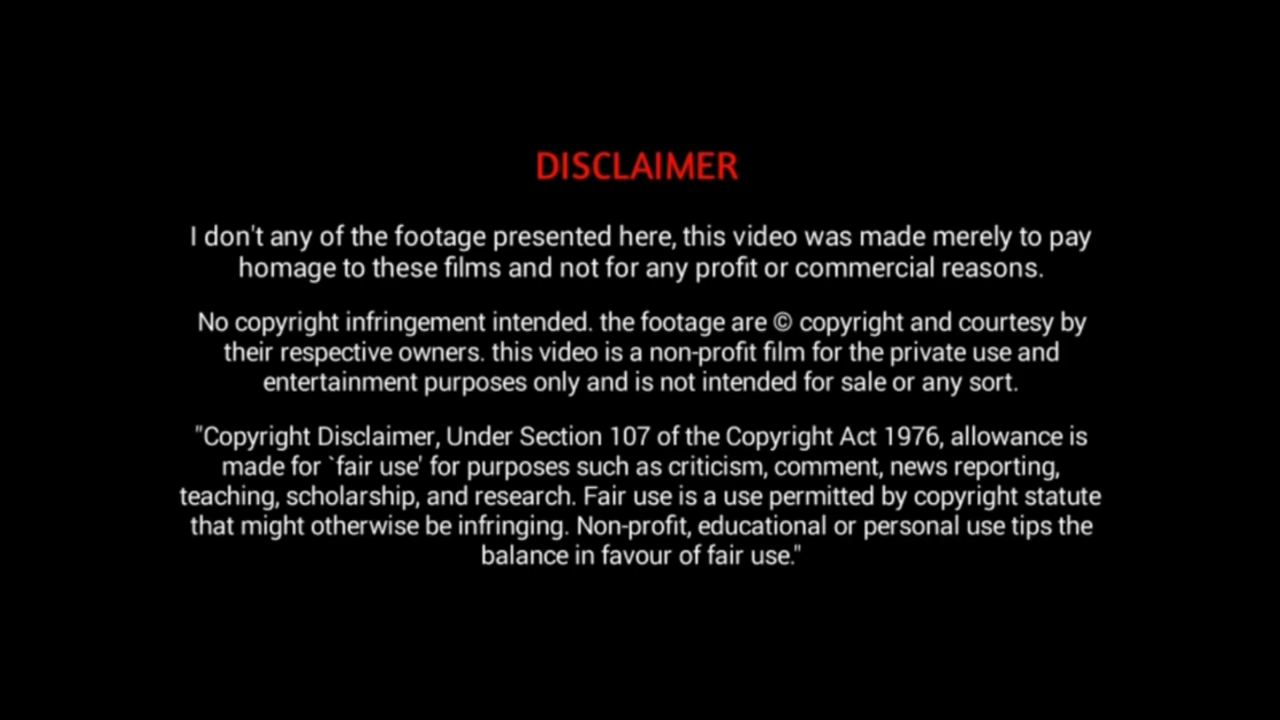 DISCLAIMER
I don't any of the footage presented here, this video was made merely to pay
homage to these films and not for any profit or commercial reasons.
No copyright infringement intended. the footage are © copyright and courtesy by
their respective owners. this video is a non-profit film for the private use and
entertainment purposes only and is not intended for sale or any sort.
"Copyright Disclaimer, Under Section 107 of the Copyright Act 1976, allowance is
made for `fair use' for purposes such as criticism, comment, news reporting,
teaching, scholarship, and research. Fair use is a use permitted by copyright statute
that might otherwise be infringing. Non-profit, educational or personal use tips the
balance in favour of fair use."